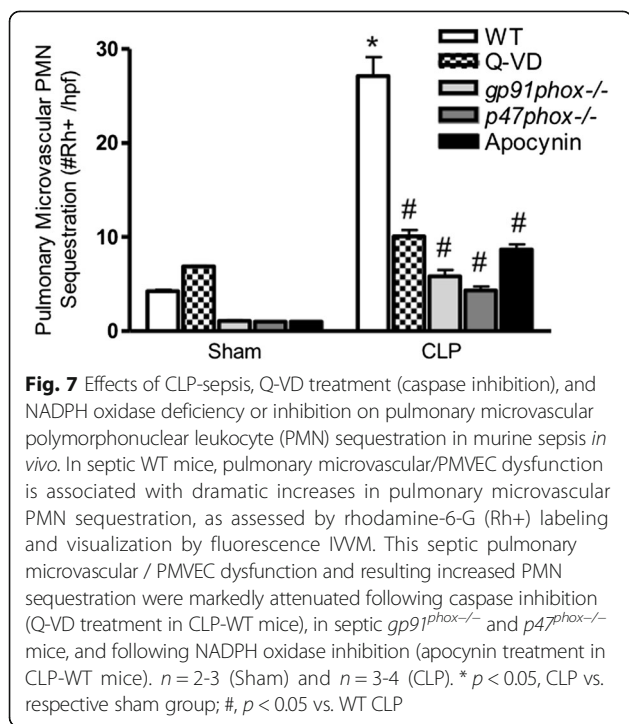 *
WT
Q-VD
gp91phox-/-
p47phox-/-
Apocynin
Pulmonary Microvascular PMN
Sequestration (#Rh+ /hpf)
30
20
10
0
#
#
#
#
Sham
CLP
Fig. 7 Effects of CLP-sepsis, Q-VD treatment (caspase inhibition), and
NADPH oxidase deficiency or inhibition on pulmonary microvascular
polymorphonuclear leukocyte (PMN) sequestration in murine sepsis in
vivo. In septic WT mice, pulmonary microvascular/PMVEC dysfunction
is associated with dramatic increases in pulmonary microvascular
PMN sequestration, as assessed by rhodamine-6-G (Rh+) labeling
and visualization by fluorescence IVVM. This septic pulmonary
microvascular / PMVEC dysfunction and resulting increased PMN
sequestration were markedly attenuated following caspase inhibition
(Q-VD treatment in CLP-WT mice), in septic gp91phox−/− and p47phox−/−
mice, and following NADPH oxidase inhibition (apocynin treatment in
CLP-WT mice). n = 2-3 (Sham) and n = 3-4 (CLP). * p < 0.05, CLP vs.
respective sham group; #, p < 0.05 vs. WT CLP